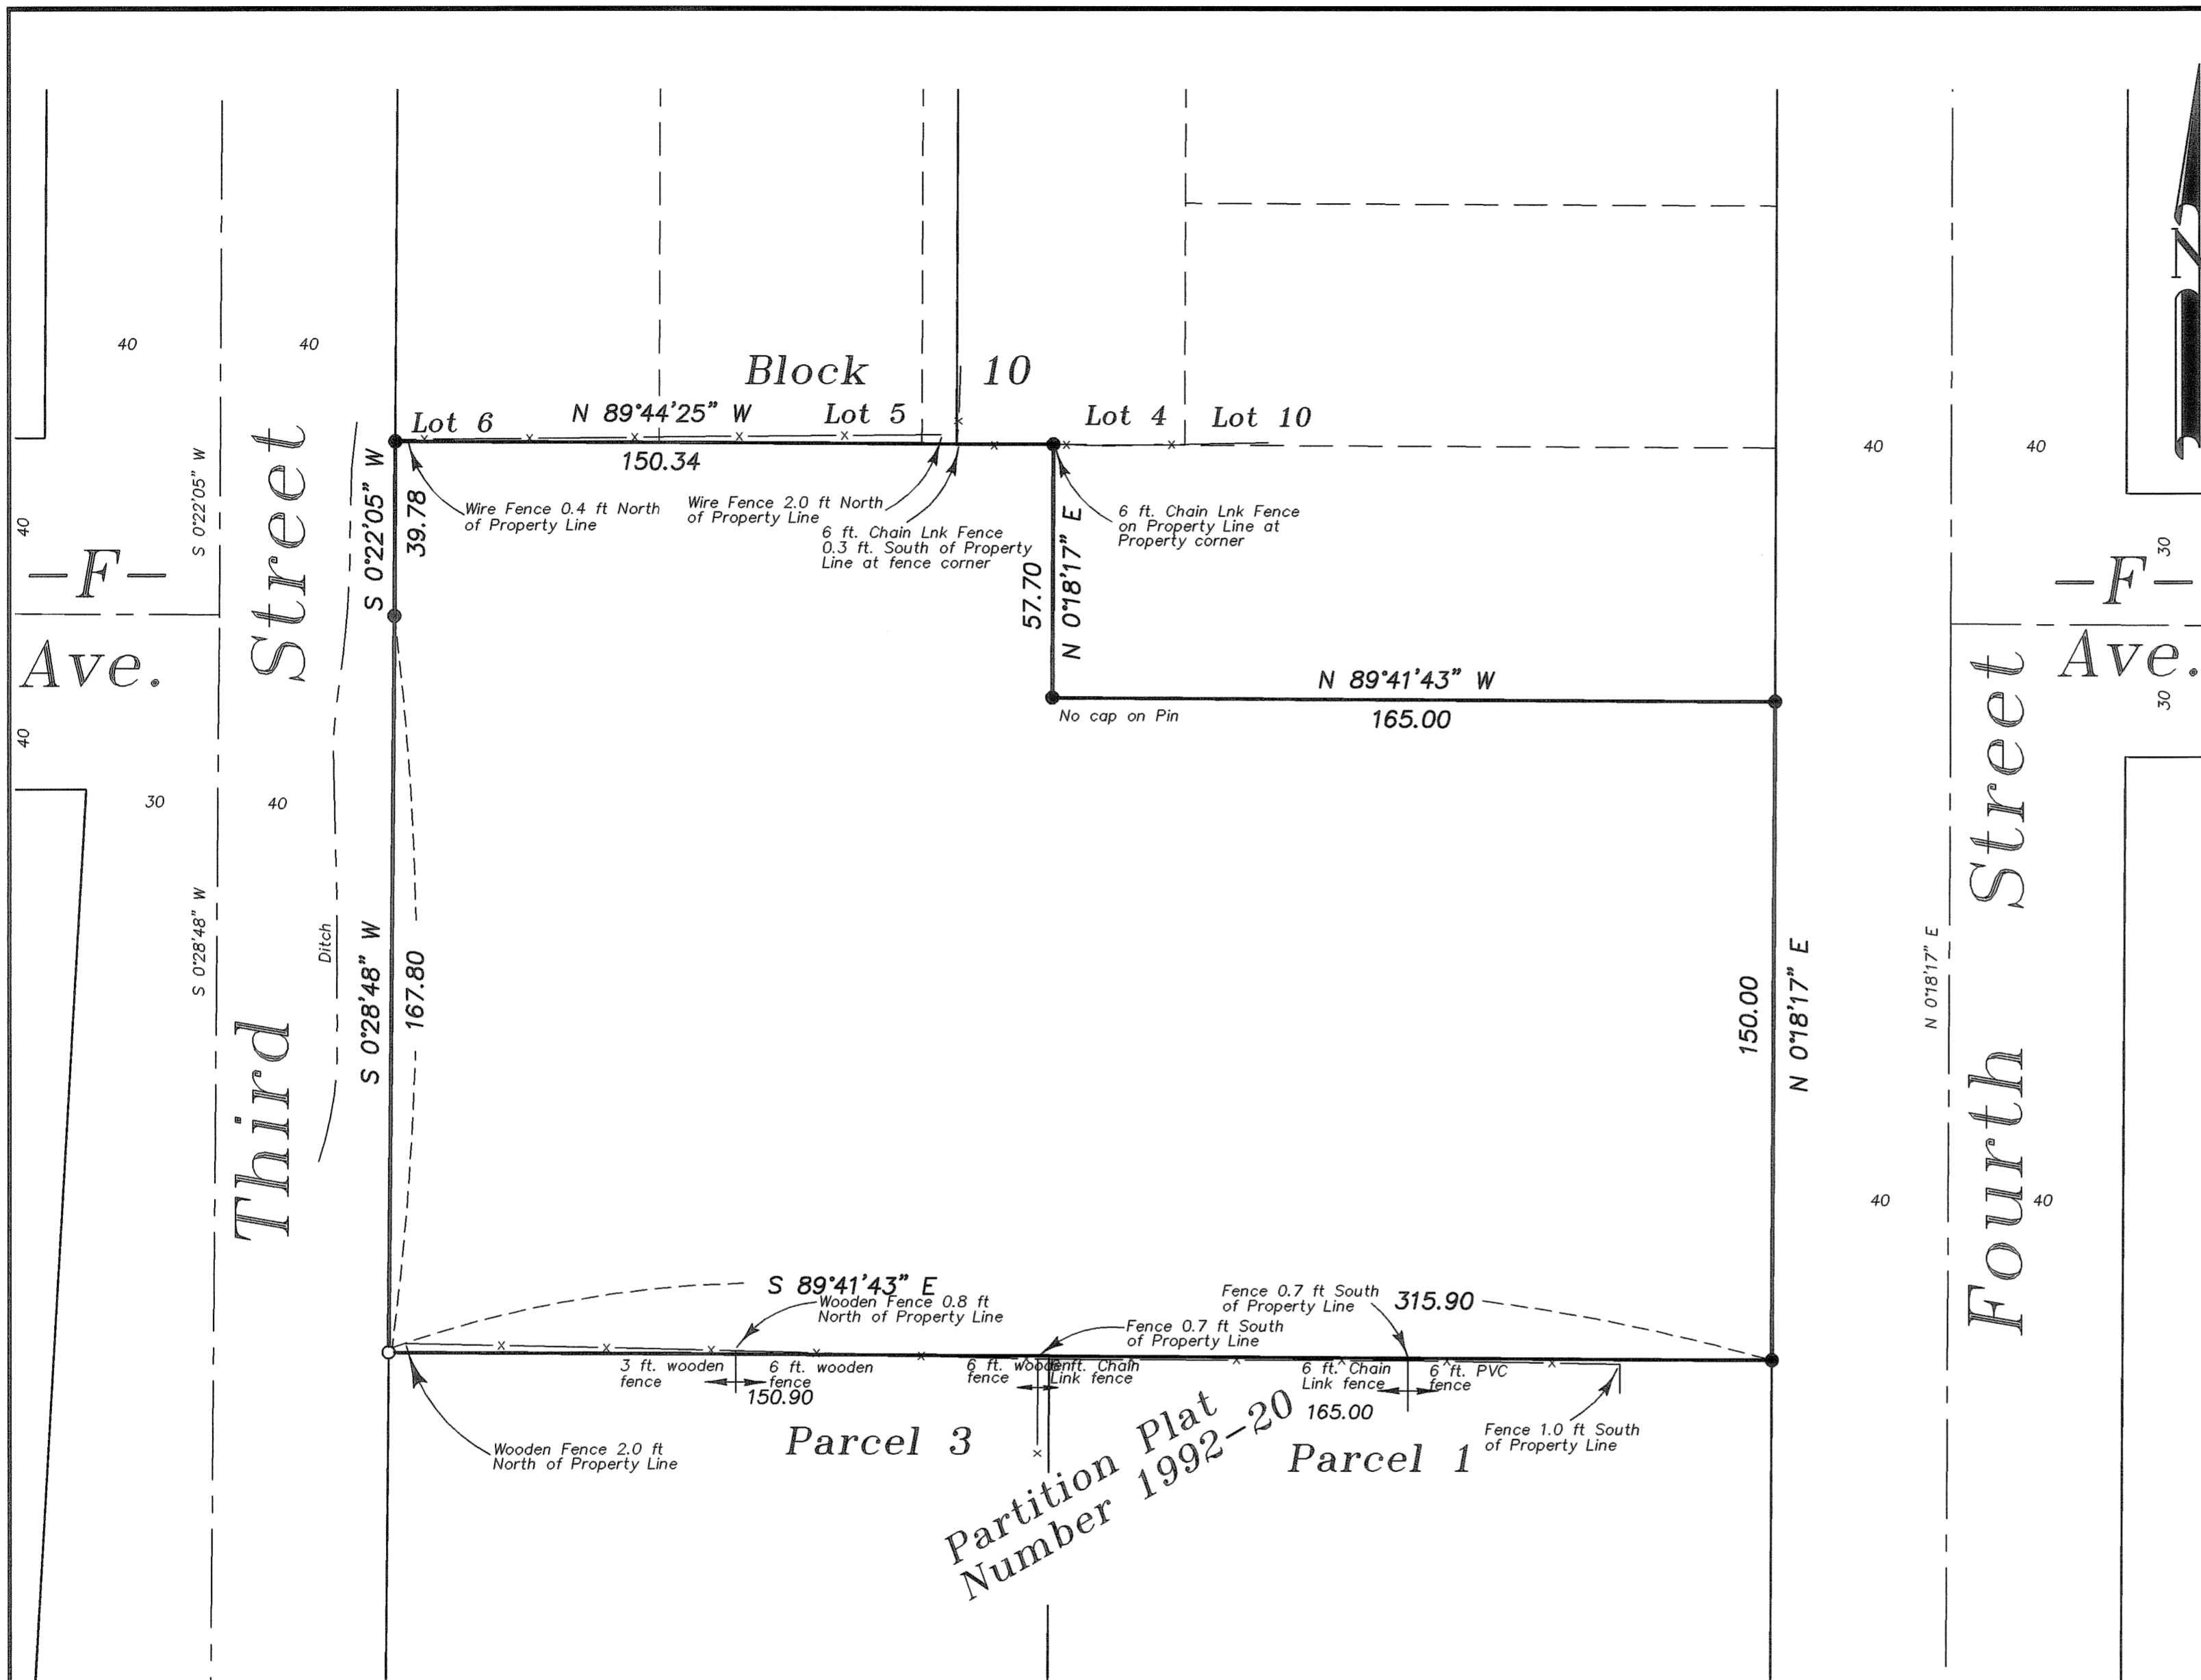 N
40
40
Block 10
Lot 6
N 89°44'25" W
Lot 5
Lot 4
Lot 10
150.34
40
40
S 0°22'05" W
Street
S 0°22'05" W
39.78
Wire Fence 0.4 ft North
of Property Line
Wire Fence 2.0 ft North
of Property Line
6 ft. Chain Lnk Fence
0.3 ft. South of Property
Line at fence corner
6 ft. Chain Lnk Fence
on Property Line at
Property corner
57.70
N 0°18'17" E
40
-F-
Ave.
40
30
-F-
Ave.
30
N 89°41'43" W
165.00
No cap on Pin
30
40
S 0°28'48" W
Ditch
S 0°28'48" W
167.80
Third
150.00
N 0°18'17" E
N 0°18'17" E
Street
Fourth
40
40
S 89°41'43" E
Wooden Fence 0.8 ft
North of Property Line
Fence 0.7 ft South
of Property Line
315.90
Fence 0.7 ft South
of Property Line
3 ft. wooden
fence
6 ft. wooden
fence
150.90
6 ft. wooden
fence
6 ft. Chain
Link fence
6 ft. Chain
Link fence
6 ft. PVC
fence
165.00
Wooden Fence 2.0 ft
North of Property Line
Parcel 3
Partition Plat
Number 1992-20
Parcel 1
Fence 1.0 ft South
of Property Line